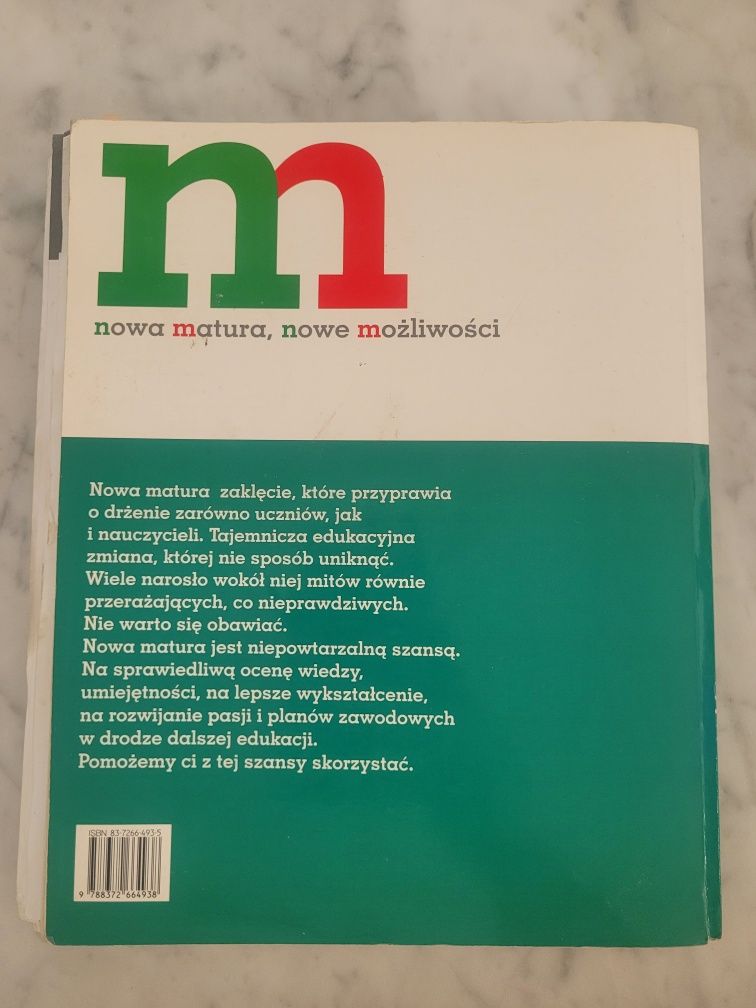 nm
nowa matura, nowe możliwości
Nowa matura zaklęcie, które przyprawia
o drżenie zarówno uczniów, jak
i nauczycieli. Tajemnicza edukacyjna
zmiana, której nie sposób uniknąć.
Wiele narosło wokół niej mitów równie
przerażających, co nieprawdziwych.
Nie warto się obawiać.
Nowa matura jest niepowtarzalną szansą.
Na sprawiedliwą ocenę wiedzy,
umiejętności, na lepsze wykształcenie,
na rozwijanie pasji i planów zawodowych
w drodze dalszej edukacji.
Pomożemy ci z tej szansy skorzystać.
ISBN 83-7266-493-5
9 788372 664938